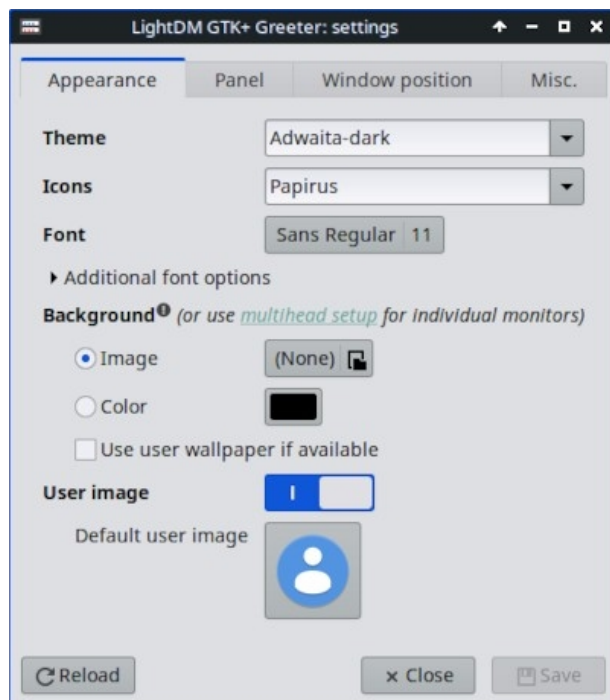 LightDM GTK+ Greeter: settings
Appearance Panel Window position Misc.
Theme Adwaita-dark
Icons Papirus
Font Sans Regular 11
Additional font options
Background (or use multihead setup for individual monitors)
Image (None)
Color
Use user wallpaper if available
User image
Default user image
Reload Close Save